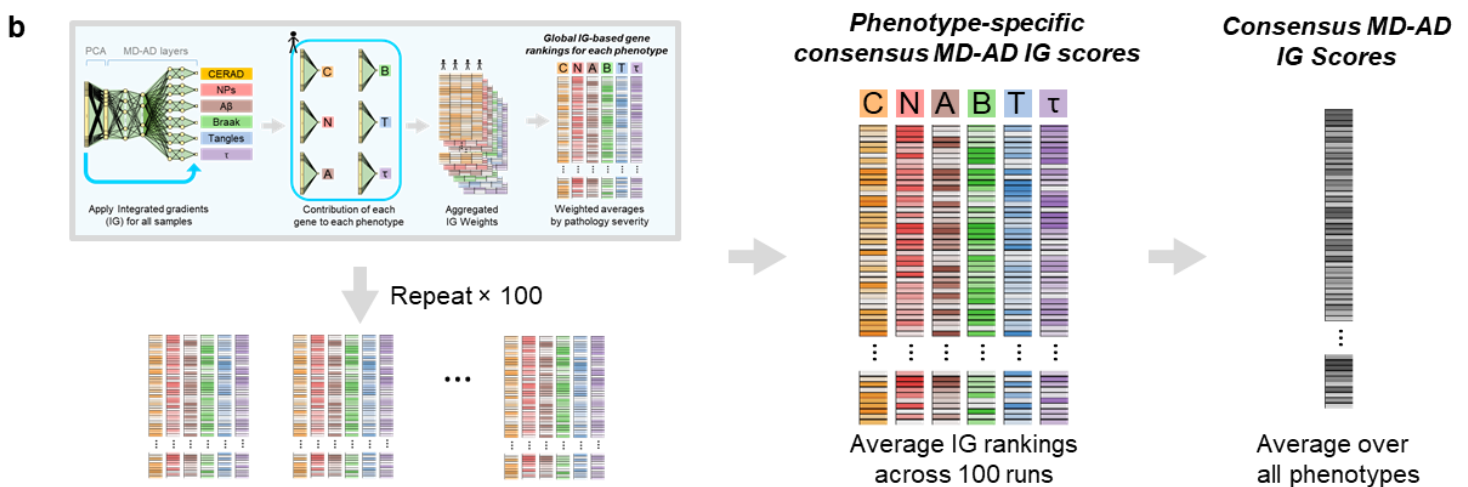 b
PCA
MD-AD layers
CERAD
NPs
Aβ
Braak
Tangles
τ
Apply Integrated gradients
(IG) for all samples
C
B
N
T
A
τ
Contribution of each
gene to each phenotype
Aggregated
IG Weights
Global IG-based gene
rankings for each phenotype
C N A B T τ
Weighted averages
by pathology severity
Repeat × 100
...
Phenotype-specific
consensus MD-AD IG scores
C N A B T τ
Average IG rankings
across 100 runs
Consensus MD-AD
IG Scores
...
Average over
all phenotypes